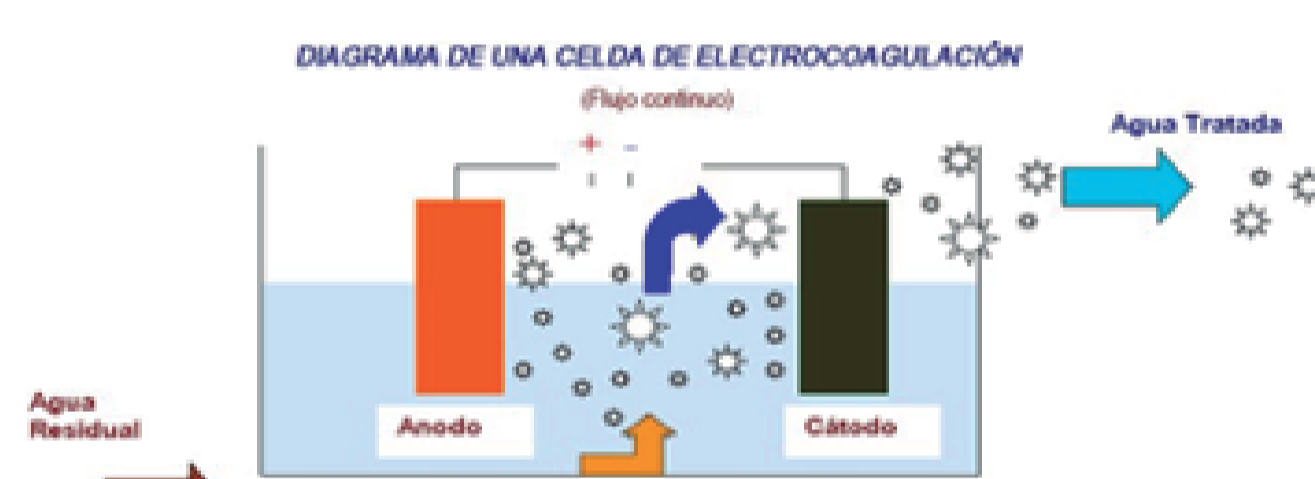 DIAGRAMA DE UNA CELDA DE ELECTROCOAGULACIÓN
(Flujo continuo)
+ -
Agua Tratada
Agua
Residual
Anodo
Cátodo